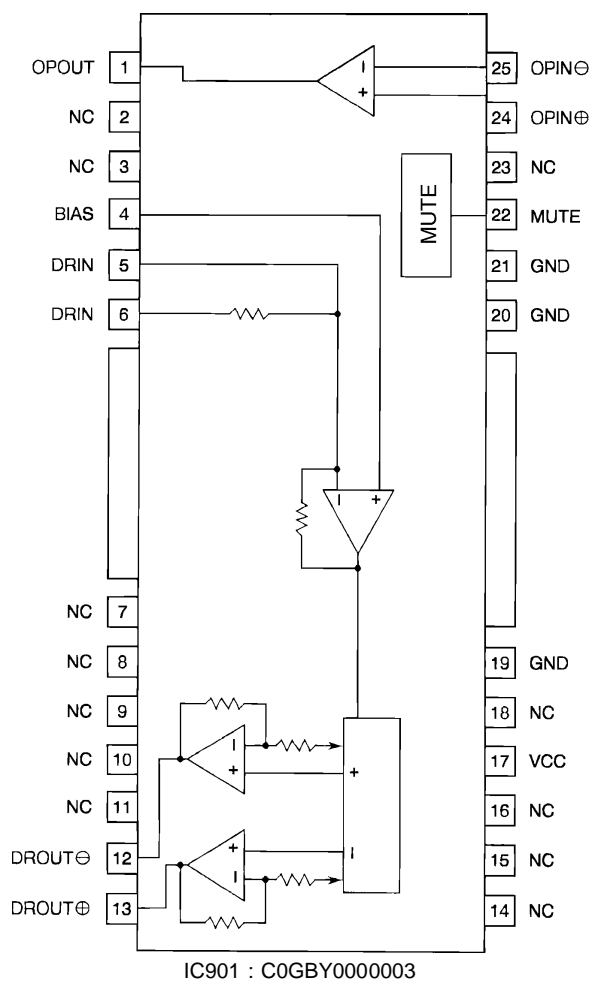 OPOUT 1
NC 2
NC 3
BIAS 4
DRIN 5
DRIN 6
NC 7
NC 8
NC 9
NC 10
NC 11
DROUT⊖ 12
DROUT⊕ 13
25 OPIN⊖
24 OPIN⊕
23 NC
22 MUTE
21 GND
20 GND
19 GND
18 NC
17 VCC
16 NC
15 NC
14 NC
MUTE
− +
− +
− +
+ −
+ −
IC901 : C0GBY0000003